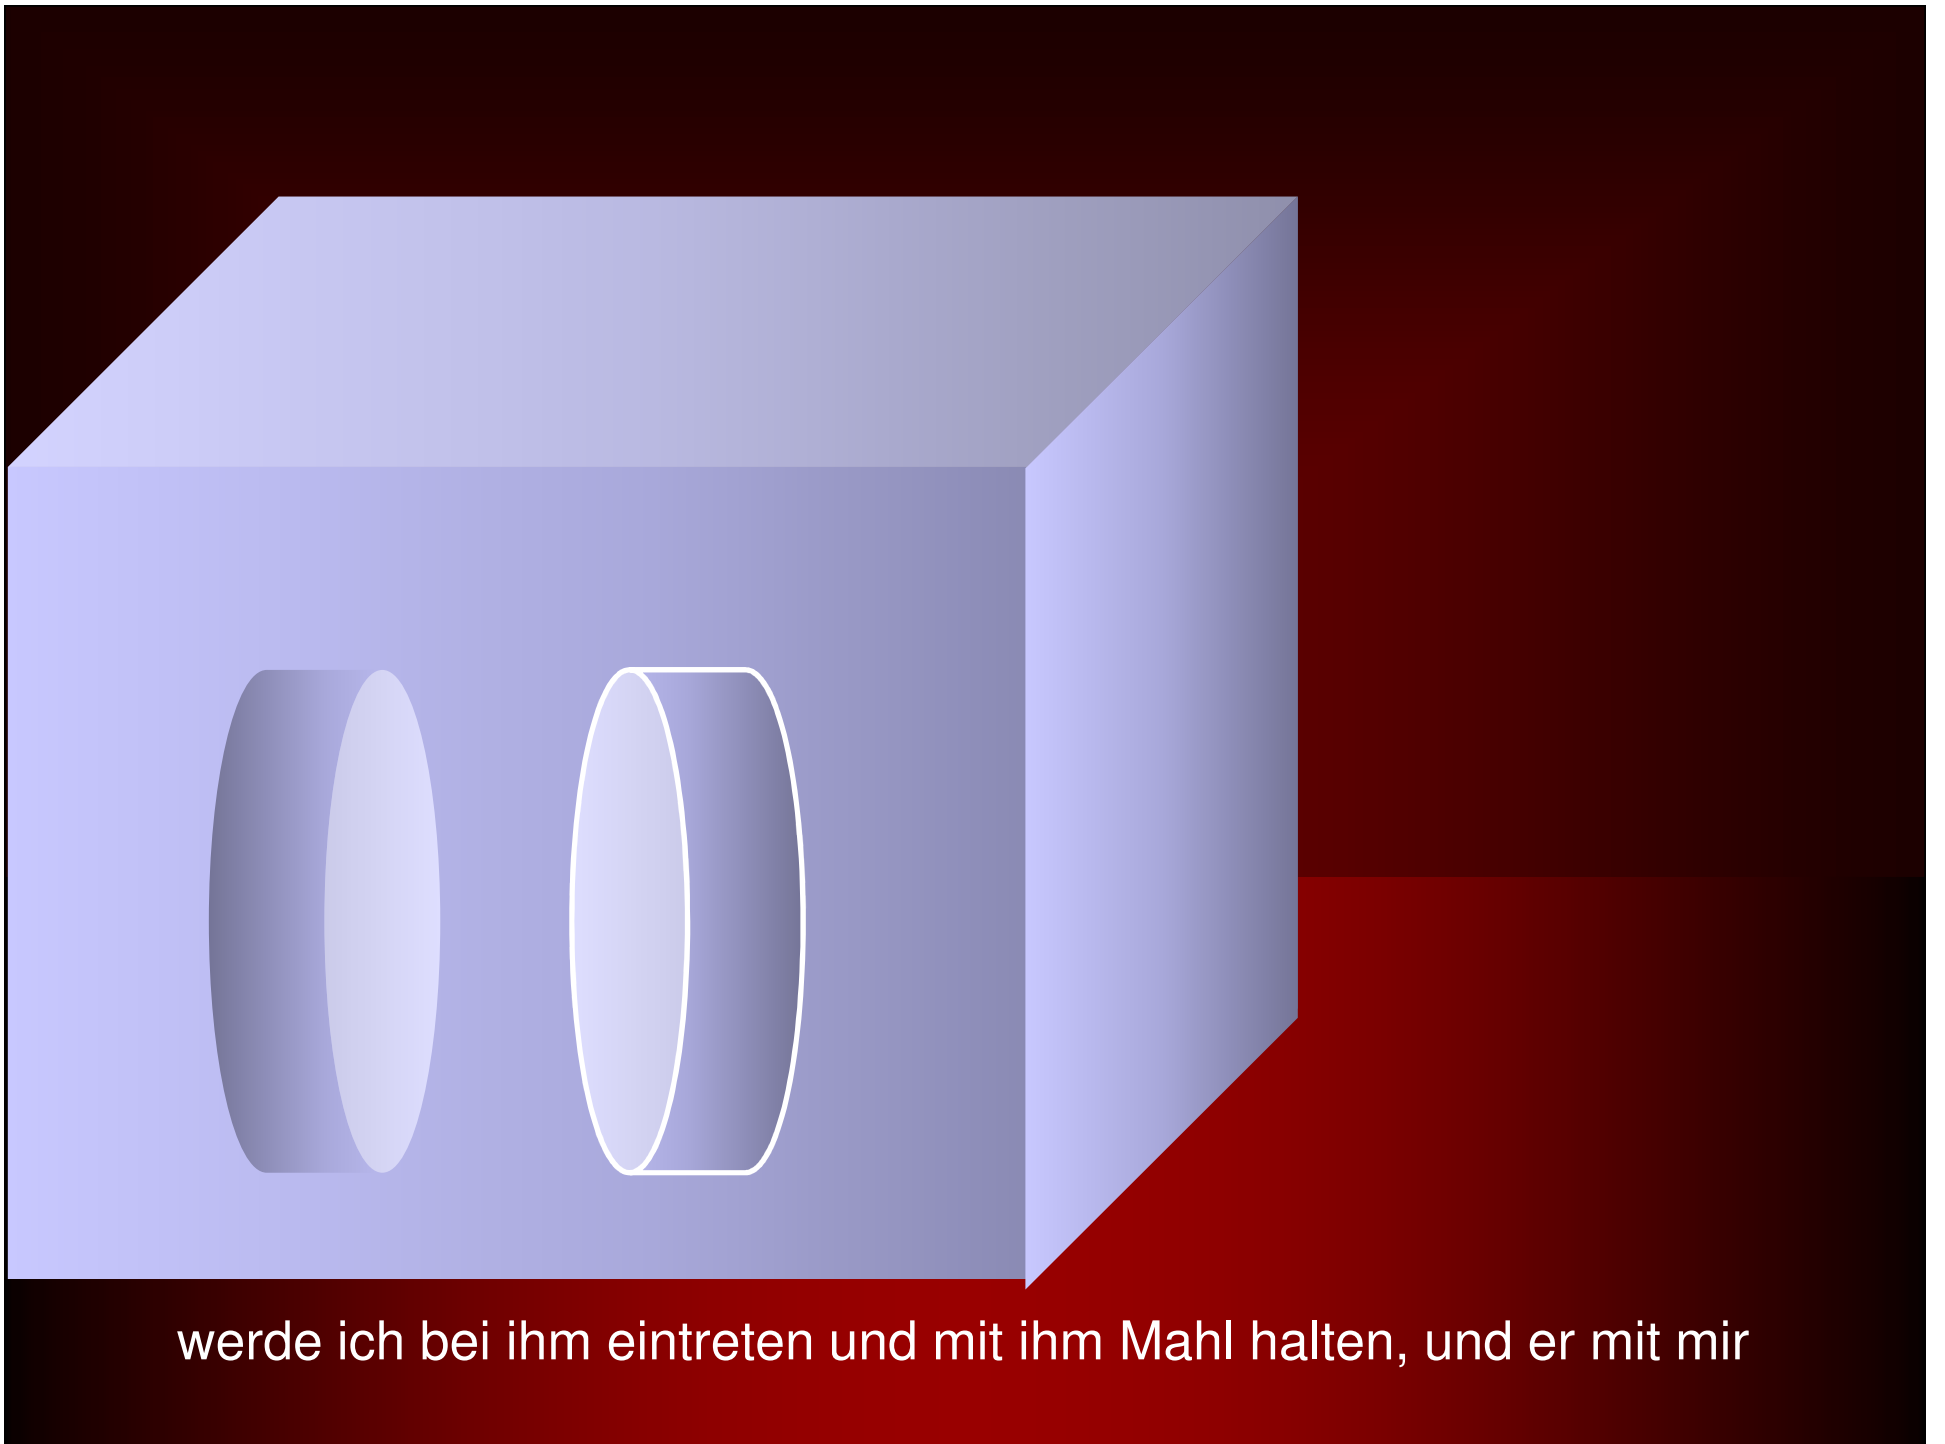 werde ich bei ihm eintreten und mit ihm Mahl halten, und er mit mir